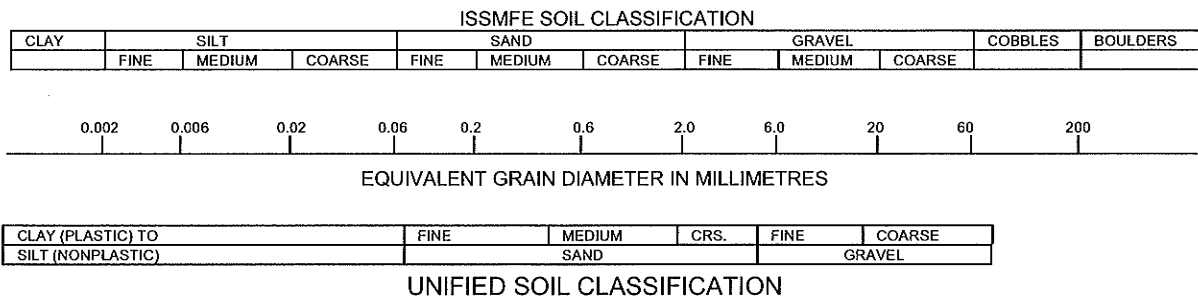 ISSMFE SOIL CLASSIFICATION
CLAY SILT SAND GRAVEL COBBLES BOULDERS
FINE MEDIUM COARSE FINE MEDIUM COARSE FINE MEDIUM COARSE
0.002 0.006 0.02 0.06 0.2 0.6 2.0 6.0 20 60 200
EQUIVALENT GRAIN DIAMETER IN MILLIMETRES
CLAY (PLASTIC) TO FINE MEDIUM CRS. FINE COARSE
SILT (NONPLASTIC) SAND GRAVEL
UNIFIED SOIL CLASSIFICATION